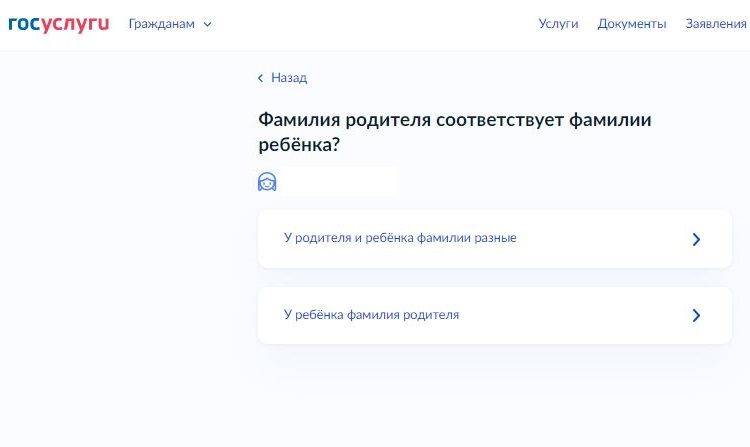 госуслуги Гражданам Услуги Документы Заявления
Назад
Фамилия родителя соответствует фамилии
ребёнка?
У родителя и ребёнка фамилии разные
У ребёнка фамилия родителя